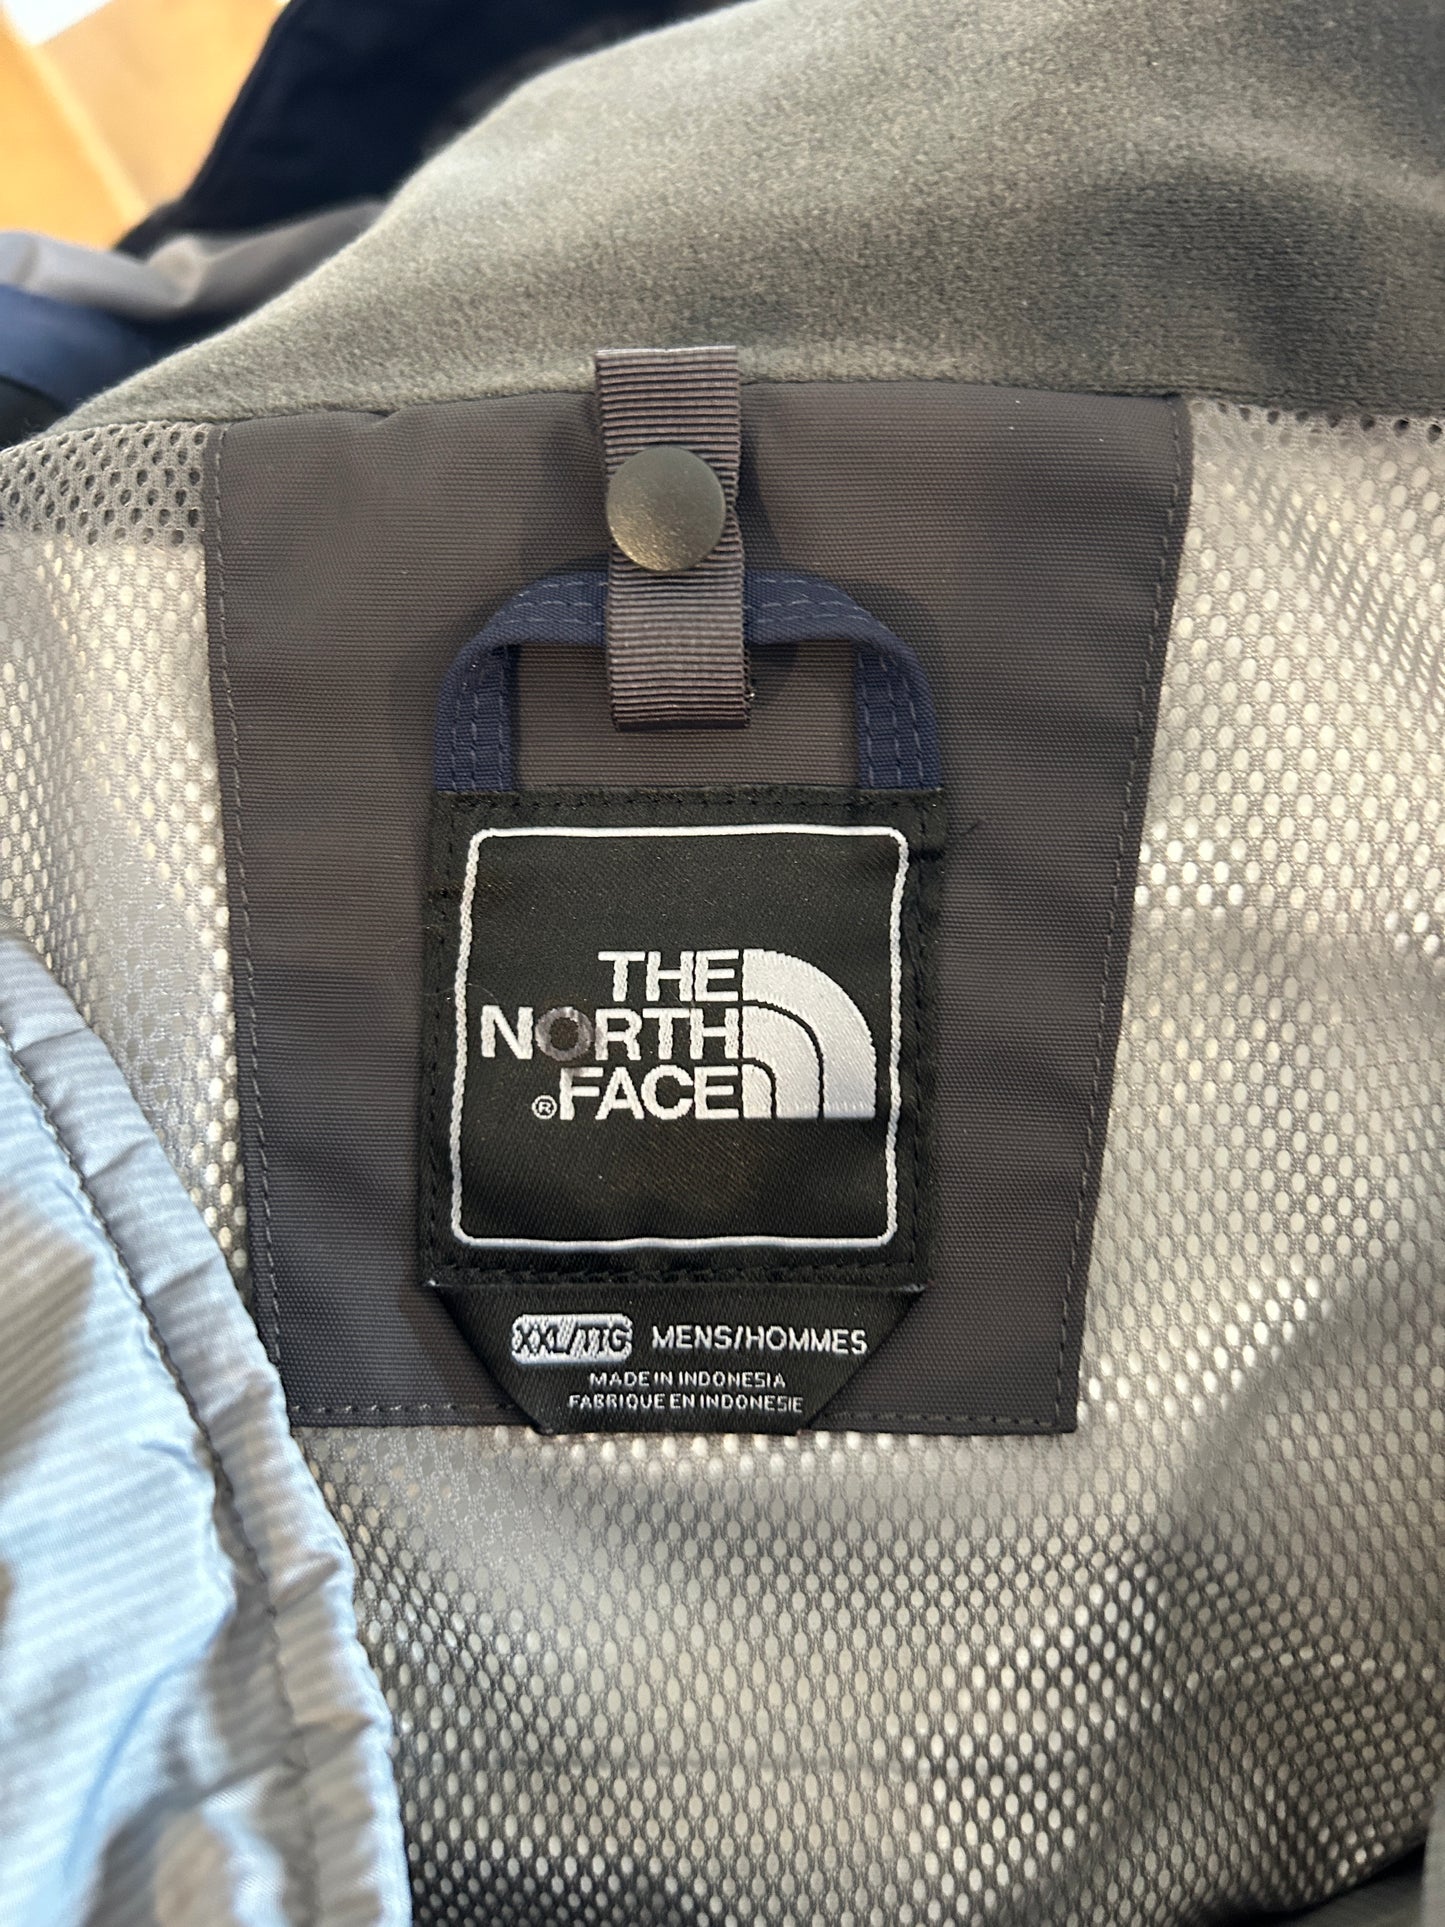 THE
NORTH
® FACE
XXL/TTG MENS/HOMMES
MADE IN INDONESIA
FABRIQUE EN INDONESIE